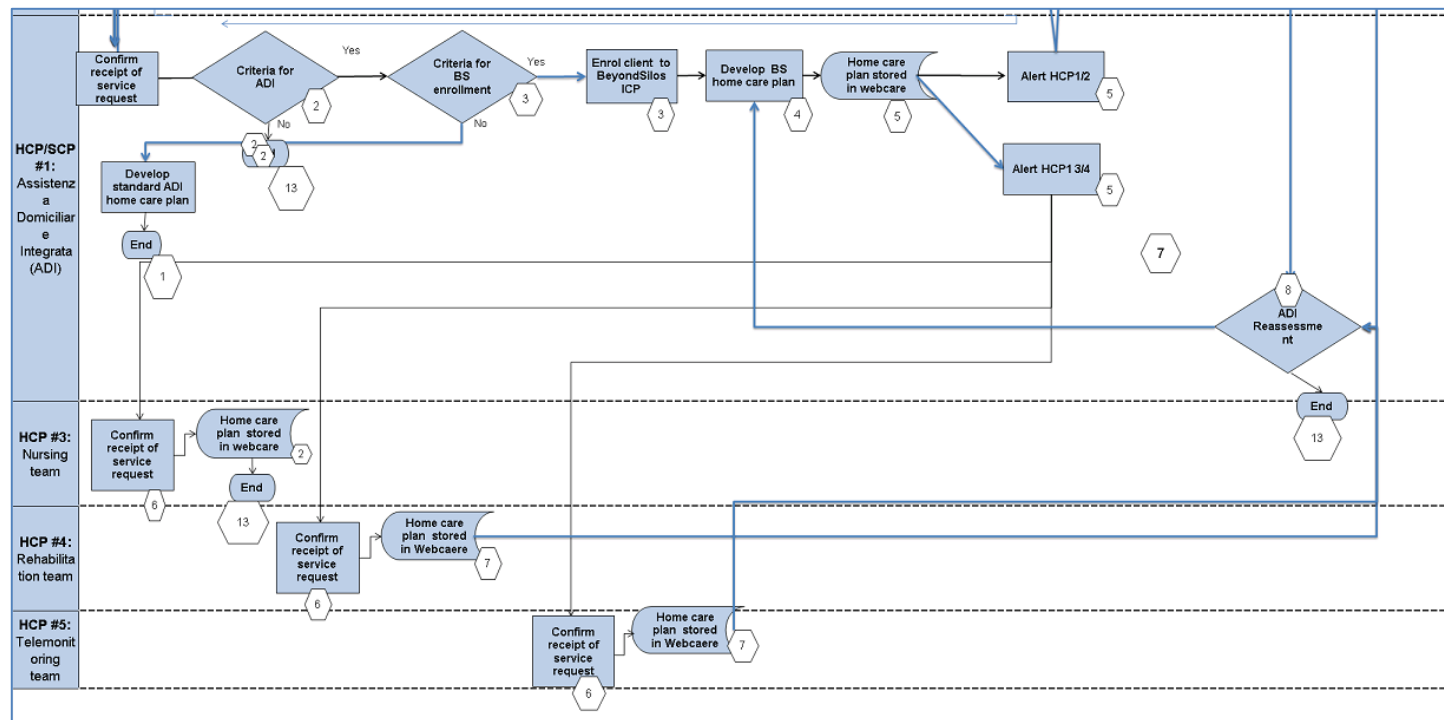 HCP/SCP
#1:
Assistenz
a
Domiciliar
e
Integrata
(ADI)
Confirm
receipt of
service
request
Criteria for
ADI
2
Yes
No
Criteria for
BS
enrollment
3
Yes
No
Enrol client to
BeyondSilos
ICP
3
Develop BS
home care plan
4
Home care
plan stored
in webcare
5
Alert HCP1/2
5
Alert HCP1 3/4
5
2
2
13
Develop
standard ADI
home care plan
End
1
7
8
ADI
Reassessme
nt
End
13
HCP #3:
Nursing
team
Confirm
receipt of
service
request
6
Home care
plan stored
in webcare
2
End
13
HCP #4:
Rehabilita
tion team
Confirm
receipt of
service
request
6
Home care
plan stored
in Webcaere
7
HCP #5:
Telemonit
oring
team
Confirm
receipt of
service
request
6
Home care
plan stored
in Webcaere
7